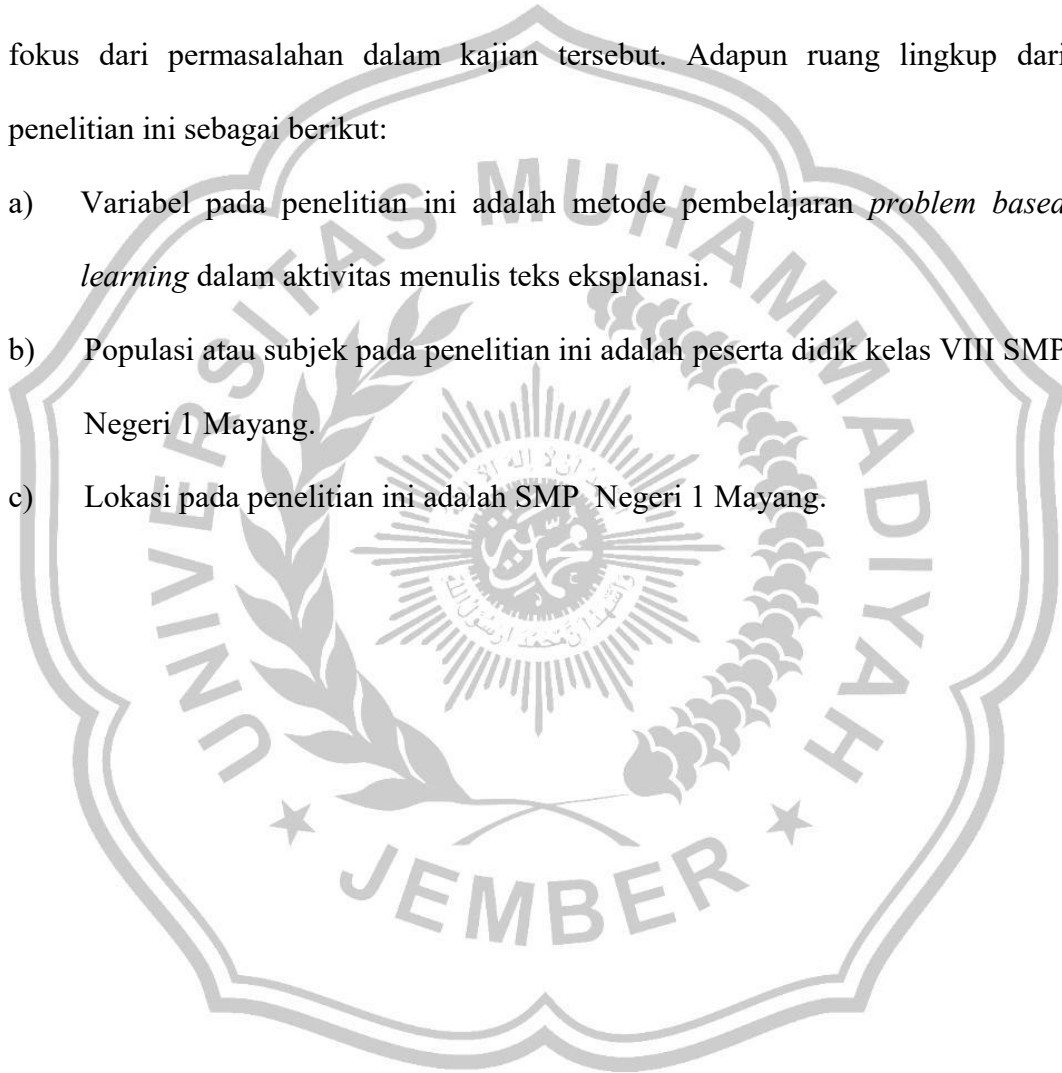 fokus dari permasalahan dalam kajian tersebut. Adapun ruang lingkup dari
penelitian ini sebagai berikut:
a) Variabel pada penelitian ini adalah metode pembelajaran problem based
learning dalam aktivitas menulis teks eksplanasi.
b) Populasi atau subjek pada penelitian ini adalah peserta didik kelas VIII SMP
Negeri 1 Mayang.
c) Lokasi pada penelitian ini adalah SMP Negeri 1 Mayang.
UNIVERSITAS MUHAMMADIYAH
JEMBER